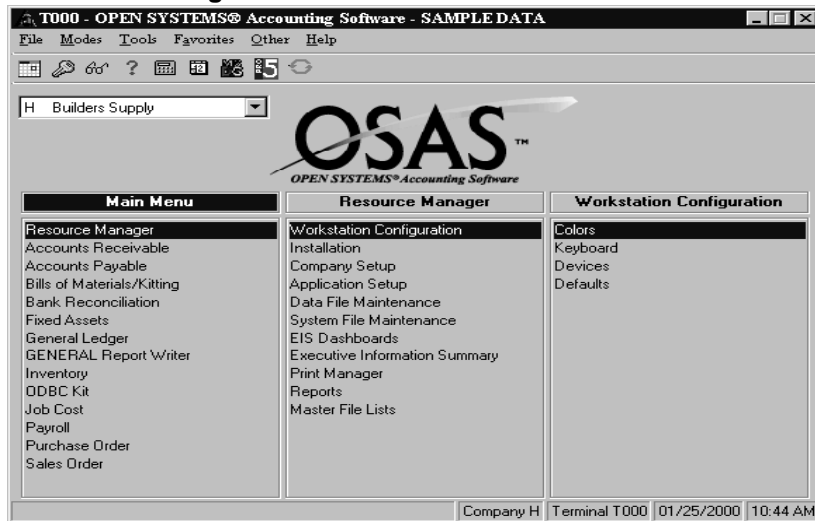 T000 - OPEN SYSTEMS® Accounting Software - SAMPLE DATA
File Modes Tools Favorites Other Help
H Builders Supply
OSAS™
OPEN SYSTEMS® Accounting Software
Main Menu
Resource Manager
Accounts Receivable
Accounts Payable
Bills of Materials/Kitting
Bank Reconciliation
Fixed Assets
General Ledger
GENERAL Report Writer
Inventory
ODBC Kit
Job Cost
Payroll
Purchase Order
Sales Order
Resource Manager
Workstation Configuration
Installation
Company Setup
Application Setup
Data File Maintenance
System File Maintenance
EIS Dashboards
Executive Information Summary
Print Manager
Reports
Master File Lists
Workstation Configuration
Colors
Keyboard
Devices
Defaults
Company H Terminal T000 01/25/2000 10:44 AM